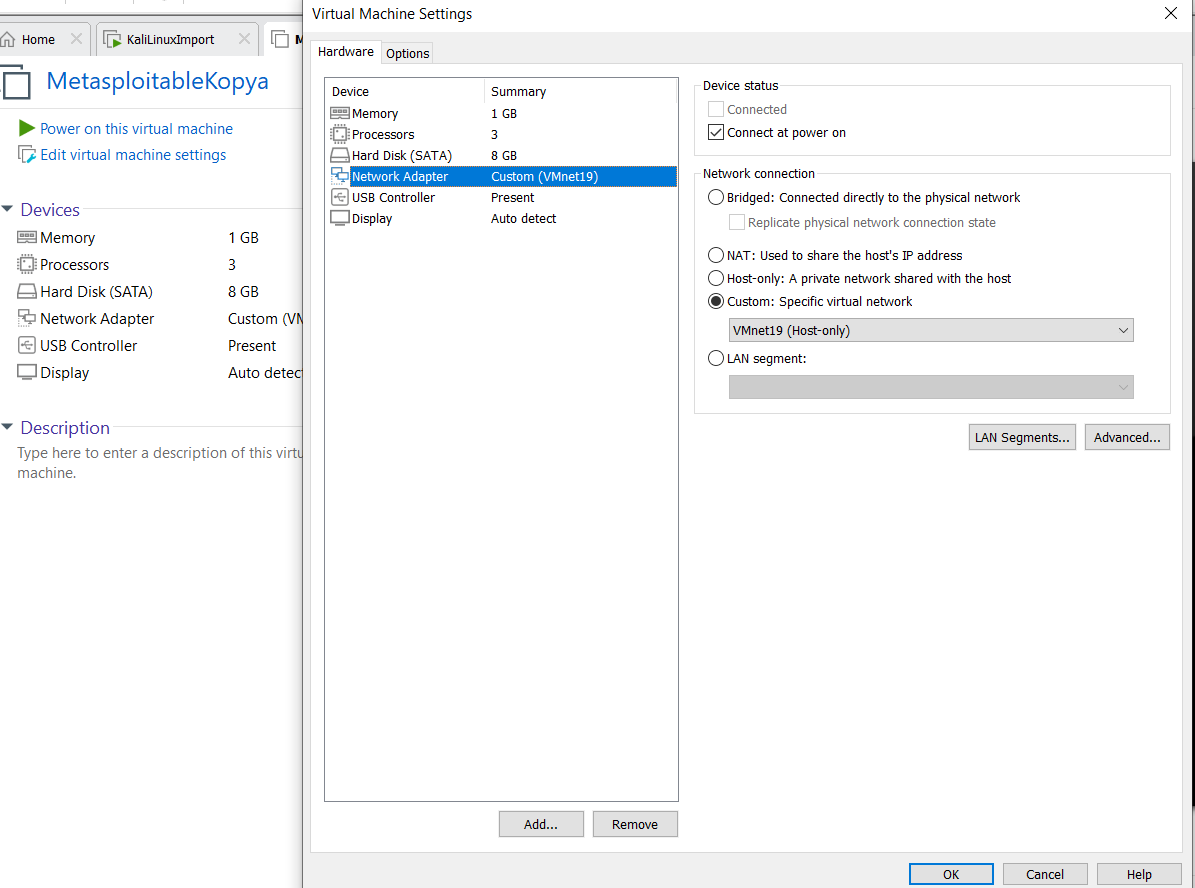 Virtual Machine Settings
Home
KaliLinuxImport
M
MetasploitableKopya
Power on this virtual machine
Edit virtual machine settings
Devices
Memory 1 GB
Processors 3
Hard Disk (SATA) 8 GB
Network Adapter Custom (VM
USB Controller Present
Display Auto detec
Description
Type here to enter a description of this virtu
machine.
Hardware Options
Device Summary
Memory 1 GB
Processors 3
Hard Disk (SATA) 8 GB
Network Adapter Custom (VMnet19)
USB Controller Present
Display Auto detect
Add... Remove
Device status
Connected
Connect at power on
Network connection
Bridged: Connected directly to the physical network
Replicate physical network connection state
NAT: Used to share the host's IP address
Host-only: A private network shared with the host
Custom: Specific virtual network
VMnet19 (Host-only)
LAN segment:
LAN Segments... Advanced...
OK Cancel Help